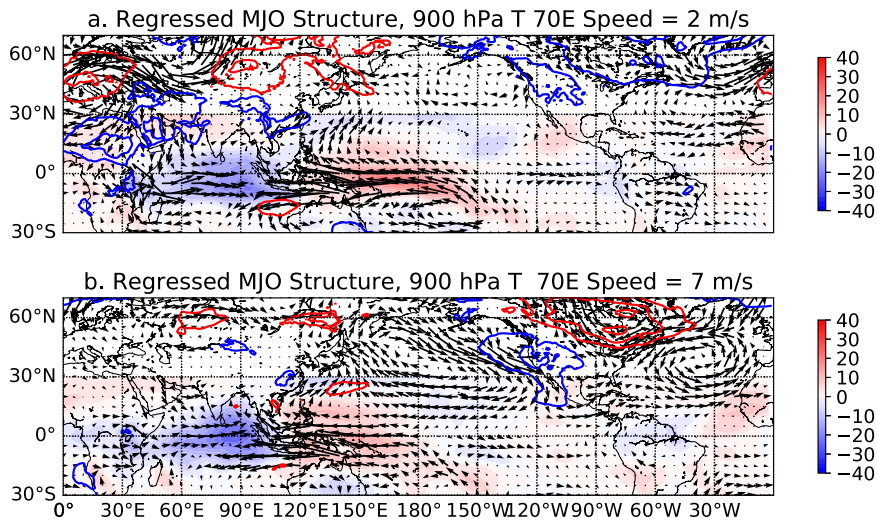 a. Regressed MJO Structure, 900 hPa T 70E Speed = 2 m/s
60°N
30°N
0°
30°S
40
30
20
10
0
−10
−20
−30
−40
b. Regressed MJO Structure, 900 hPa T 70E Speed = 7 m/s
60°N
30°N
0°
30°S
40
30
20
10
0
−10
−20
−30
−40
0° 30°E 60°E 90°E 120°E 150°E 180° 150°W 120°W 90°W 60°W 30°W